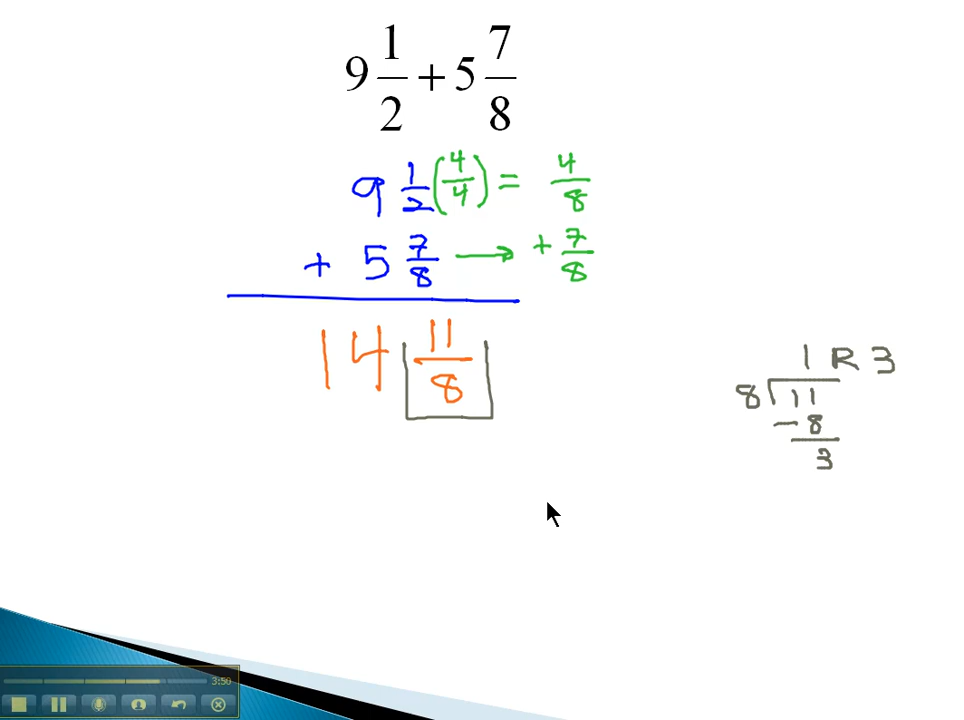 9 1/2 + 5 7/8
9 1/2 (4/4) = 4/8
+ 5 7/8 → + 7/8
14 11/8
1 R 3
8 11
- 8
3
3:50